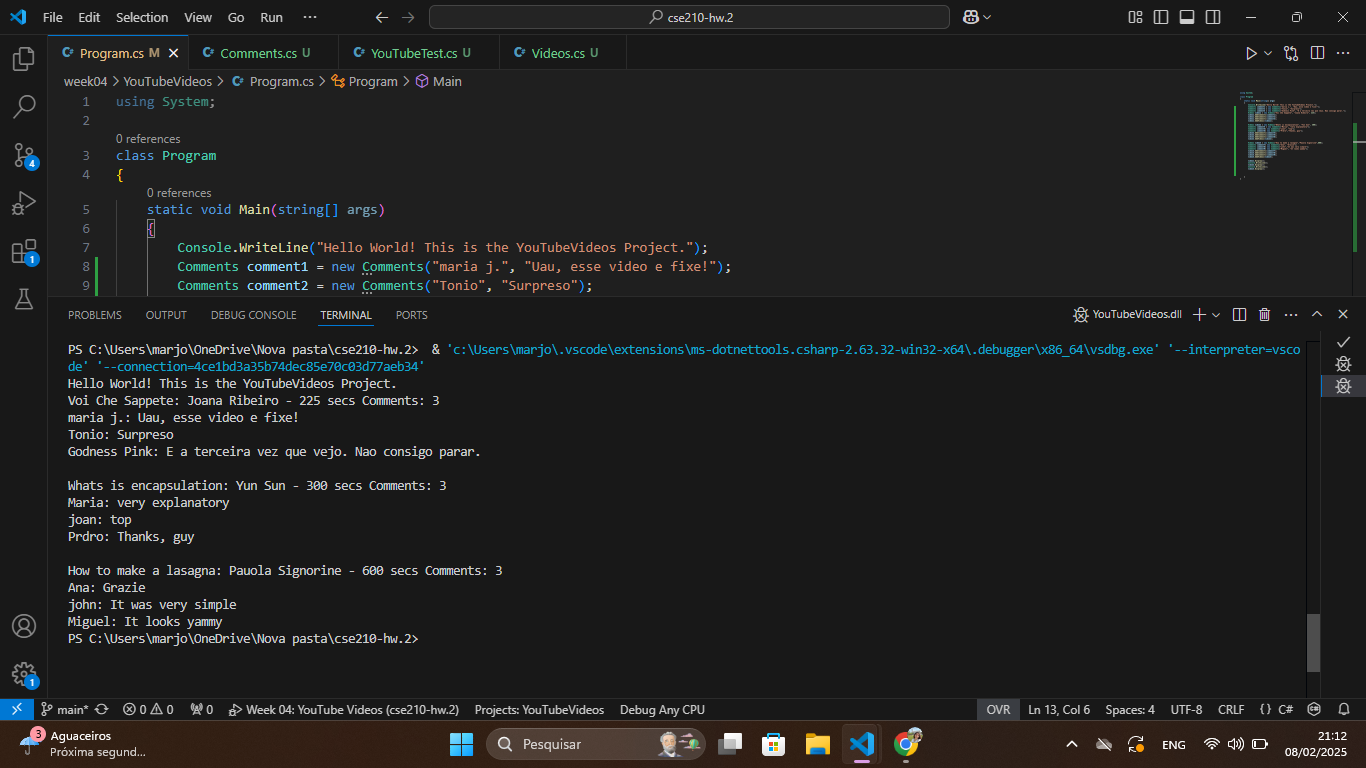 File Edit Selection View Go Run ··· cse210-hw.2
Program.cs M Comments.cs U YouTubeTest.cs U Videos.cs U
week04 > YouTubeVideos > Program.cs > Program > Main
1 using System;
2
0 references
3 class Program
4 {
0 references
5 static void Main(string[] args)
6 {
7 Console.WriteLine("Hello World! This is the YouTubeVideos Project.");
8 Comments comment1 = new Comments("maria j.", "Uau, esse video e fixe!");
9 Comments comment2 = new Comments("Tonio", "Surpreso");
PROBLEMS OUTPUT DEBUG CONSOLE TERMINAL PORTS YouTubeVideos.dll
PS C:\Users\marjo\OneDrive\Nova pasta\cse210-hw.2> & 'c:\Users\marjo\.vscode\extensions\ms-dotnettools.csharp-2.63.32-win32-x64\.debugger\x86_64\vsdbg.exe' '--interpreter=vsco
de' '--connection=4ce1bd3a35b74dec85e70c03d77aeb34'
Hello World! This is the YouTubeVideos Project.
Voi Che Sappete: Joana Ribeiro - 225 secs Comments: 3
maria j.: Uau, esse video e fixe!
Tonio: Surpreso
Godness Pink: E a terceira vez que vejo. Nao consigo parar.
Whats is encapsulation: Yun Sun - 300 secs Comments: 3
Maria: very explanatory
joan: top
Prdro: Thanks, guy
How to make a lasagna: Pauola Signorine - 600 secs Comments: 3
Ana: Grazie
john: It was very simple
Miguel: It looks yammy
PS C:\Users\marjo\OneDrive\Nova pasta\cse210-hw.2>
4
1
1
main* 0 0 0 Week 04: YouTube Videos (cse210-hw.2) Projects: YouTubeVideos Debug Any CPU OVR Ln 13, Col 6 Spaces: 4 UTF-8 CRLF {} C#
3 Aguaceiros
Próxima segund...
Pesquisar
ENG
21:12
08/02/2025